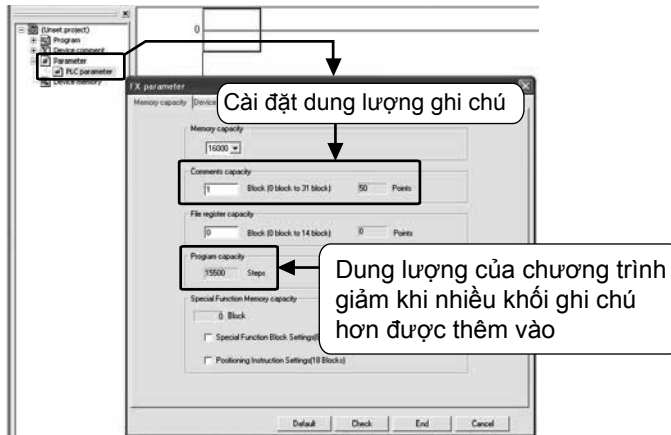 (Unset project)
Program
Device comment
Parameter
PLC parameter
Device memory
0
FX parameter
Memory capacity
Device
Cài đặt dung lượng ghi chú
Memory capacity
16000
Comments capacity
1 Block (0 block to 31 block) 50 Points
File register capacity
0 Block (0 block to 14 block) 0 Points
Program capacity
15500 Steps
Dung lượng của chương trình
giảm khi nhiều khối ghi chú
hơn được thêm vào
Special Function Memory capacity
0 Block
Special Function Block Settings(
Positioning Instruction Settings(18 Blocks)
Default Check End Cancel